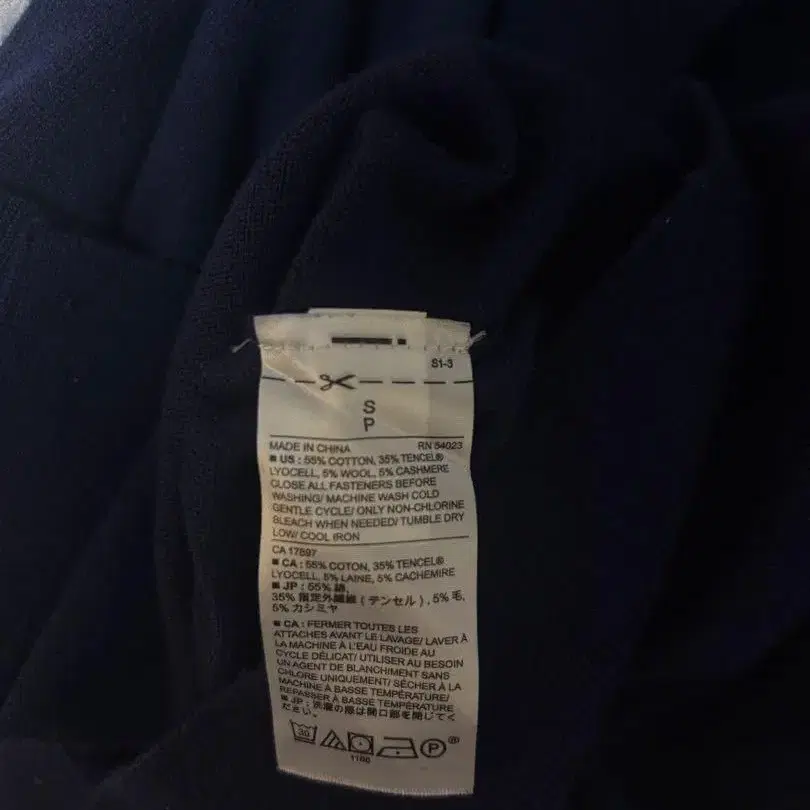 S1-3
S
P
MADE IN CHINA RN 54023
■ US : 55% COTTON, 35% TENCEL®
LYOCELL, 5% WOOL, 5% CASHMERE
CLOSE ALL FASTENERS BEFORE
WASHING/ MACHINE WASH COLD
GENTLE CYCLE/ ONLY NON-CHLORINE
BLEACH WHEN NEEDED/ TUMBLE DRY
LOW/ COOL IRON
CA 17897
■ CA : 55% COTON, 35% TENCEL®
LYOCELL, 5% LAINE, 5% CACHEMIRE
■ JP : 55% 綿,
35% 指定外繊維 (テンセル), 5% 毛,
5% カシミヤ
■ CA : FERMER TOUTES LES
ATTACHES AVANT LE LAVAGE/ LAVER À
LA MACHINE À L'EAU FROIDE AU
CYCLE DÉLICAT/ UTILISER AU BESOIN
UN AGENT DE BLANCHIMENT SANS
CHLORE UNIQUEMENT/ SÉCHER À LA
MACHINE À BASSE TEMPÉRATURE/
REPASSER À BASSE TEMPÉRATURE
■ JP : 洗濯の際は開口部を閉じてく
ださい。
30 P ®
1106